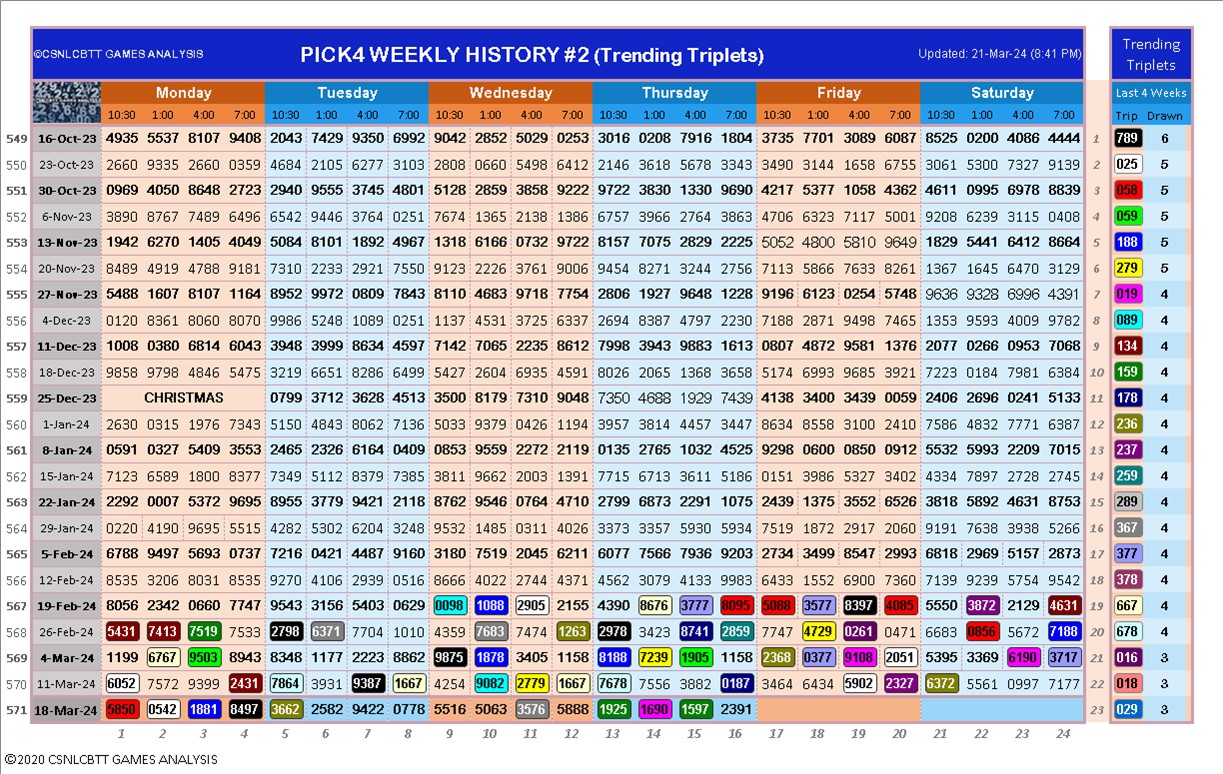 ©CSNLCBTT GAMES ANALYSIS PICK4 WEEKLY HISTORY #2 (Trending Triplets) Updated: 21-Mar-24 (8:41 PM) Trending Triplets
Monday Tuesday Wednesday Thursday Friday Saturday Last 4 Weeks
10:30 1:00 4:00 7:00 10:30 1:00 4:00 7:00 10:30 1:00 4:00 7:00 10:30 1:00 4:00 7:00 10:30 1:00 4:00 7:00 10:30 1:00 4:00 7:00 Trip Drawn
549 16-Oct-23 4935 5537 8107 9408 2043 7429 9350 6992 9042 2852 5029 0253 3016 0208 7916 1804 3735 7701 3089 6087 8525 0200 4086 4444 1 789 6
550 23-Oct-23 2660 9335 2660 0359 4684 2105 6277 3103 2808 0660 5498 6412 2146 3618 5678 3343 3490 3144 1658 6755 3061 5300 7327 9139 2 025 5
551 30-Oct-23 0969 4050 8648 2723 2940 9555 3745 4801 5128 2859 3858 9222 9722 3830 1330 9690 4217 5377 1058 4362 4611 0995 6978 8839 3 058 5
552 6-Nov-23 3890 8767 7489 6496 6542 9446 3764 0251 7674 1365 2138 1386 6757 3966 2764 3863 4706 6323 7117 5001 9208 6239 3115 0408 4 059 5
553 13-Nov-23 1942 6270 1405 4049 5084 8101 1892 4967 1318 6166 0732 9722 8157 7075 2829 2225 5052 4800 5810 9649 1829 5441 6412 8664 5 188 5
554 20-Nov-23 8489 4919 4788 9181 7310 2233 2921 7550 9123 2226 3761 9006 9454 8271 3244 2756 7113 5866 7633 8261 1367 1645 6470 3129 6 279 5
555 27-Nov-23 5488 1607 8107 1164 8952 9972 0809 7843 8110 4683 9718 7754 2806 1927 9648 1228 9196 6123 0254 5748 9636 9328 6996 4391 7 019 4
556 4-Dec-23 0120 8361 8060 8070 9986 5248 1089 0251 1137 4531 3725 6337 2694 8387 4797 2230 7188 2871 9498 7465 1353 9593 4009 9782 8 089 4
557 11-Dec-23 1008 0380 6814 6043 3948 3999 8634 4597 7142 7065 2235 8612 7998 3943 9883 1613 0807 4872 9581 1376 2077 0266 0953 7068 9 134 4
558 18-Dec-23 9858 9798 4846 5475 3219 6651 8286 6499 5427 2604 6935 4591 8026 2065 1368 3658 5174 6993 9685 3921 7223 0184 7981 6384 10 159 4
559 25-Dec-23 CHRISTMAS 0799 3712 3628 4513 3500 8179 7310 9048 7350 4688 1929 7439 4138 3400 3439 0059 2406 2696 0241 5133 11 178 4
560 1-Jan-24 2630 0315 1976 7343 5150 4843 8062 7136 5033 9379 0426 1194 3957 3814 4457 3447 8634 8558 3100 2410 7586 4832 7771 6387 12 236 4
561 8-Jan-24 0591 0327 5409 3553 2465 2326 6164 0409 0853 9559 2272 2119 0135 2765 1032 4525 9298 0600 0850 0912 5532 5993 2209 7015 13 237 4
562 15-Jan-24 7123 6589 1800 8377 7349 5112 8379 7385 3811 9662 2003 1391 7715 6713 3611 5186 0151 3986 5327 3402 4334 7897 2728 2745 14 259 4
563 22-Jan-24 2292 0007 5372 9695 8955 3779 9421 2118 8762 9546 0764 4710 2799 6873 2291 1075 2439 1375 3552 6526 3818 5892 4631 8753 15 289 4
564 29-Jan-24 0220 4190 9695 5515 4282 5302 6204 3248 9532 1485 0311 4026 3373 3357 5930 5934 7519 1872 2917 2060 9191 7638 3938 5266 16 367 4
565 5-Feb-24 6788 9497 5693 0737 7216 0421 4487 9160 3180 7519 2045 6211 6077 7566 7936 9203 2734 3499 8547 2993 6818 2969 5157 2873 17 377 4
566 12-Feb-24 8535 3206 8031 8535 9270 4106 2939 0516 8666 4022 2744 4371 4562 3079 4133 9983 6433 1552 6900 7360 7139 9239 5754 9542 18 378 4
567 19-Feb-24 8056 2342 0660 7747 9543 3156 5403 0629 0098 1088 2905 2155 4390 8676 3777 8095 5088 3577 8397 4085 5550 3872 2129 4631 19 667 4
568 26-Feb-24 5431 7413 7519 7533 2798 6371 7704 1010 4359 7683 7474 1263 2978 3423 8741 2859 7747 4729 0261 0471 6683 0856 5672 7188 20 678 4
569 4-Mar-24 1199 6767 9503 8943 8348 1177 2223 8862 9875 1878 3405 1158 8188 7239 1905 1158 2368 0377 9108 2051 5395 3369 6190 3717 21 016 3
570 11-Mar-24 6052 7572 9399 2431 7864 3931 9387 1667 4254 9082 2779 1667 7678 7556 3882 0187 3464 6434 5902 2327 6372 5561 0997 7177 22 018 3
571 18-Mar-24 5850 0542 1881 8497 3662 2582 9422 0778 5516 5063 3576 5888 1925 1690 1597 2391 23 029 3
1 2 3 4 5 6 7 8 9 10 11 12 13 14 15 16 17 18 19 20 21 22 23 24
©2020 CSNLCBTT GAMES ANALYSIS